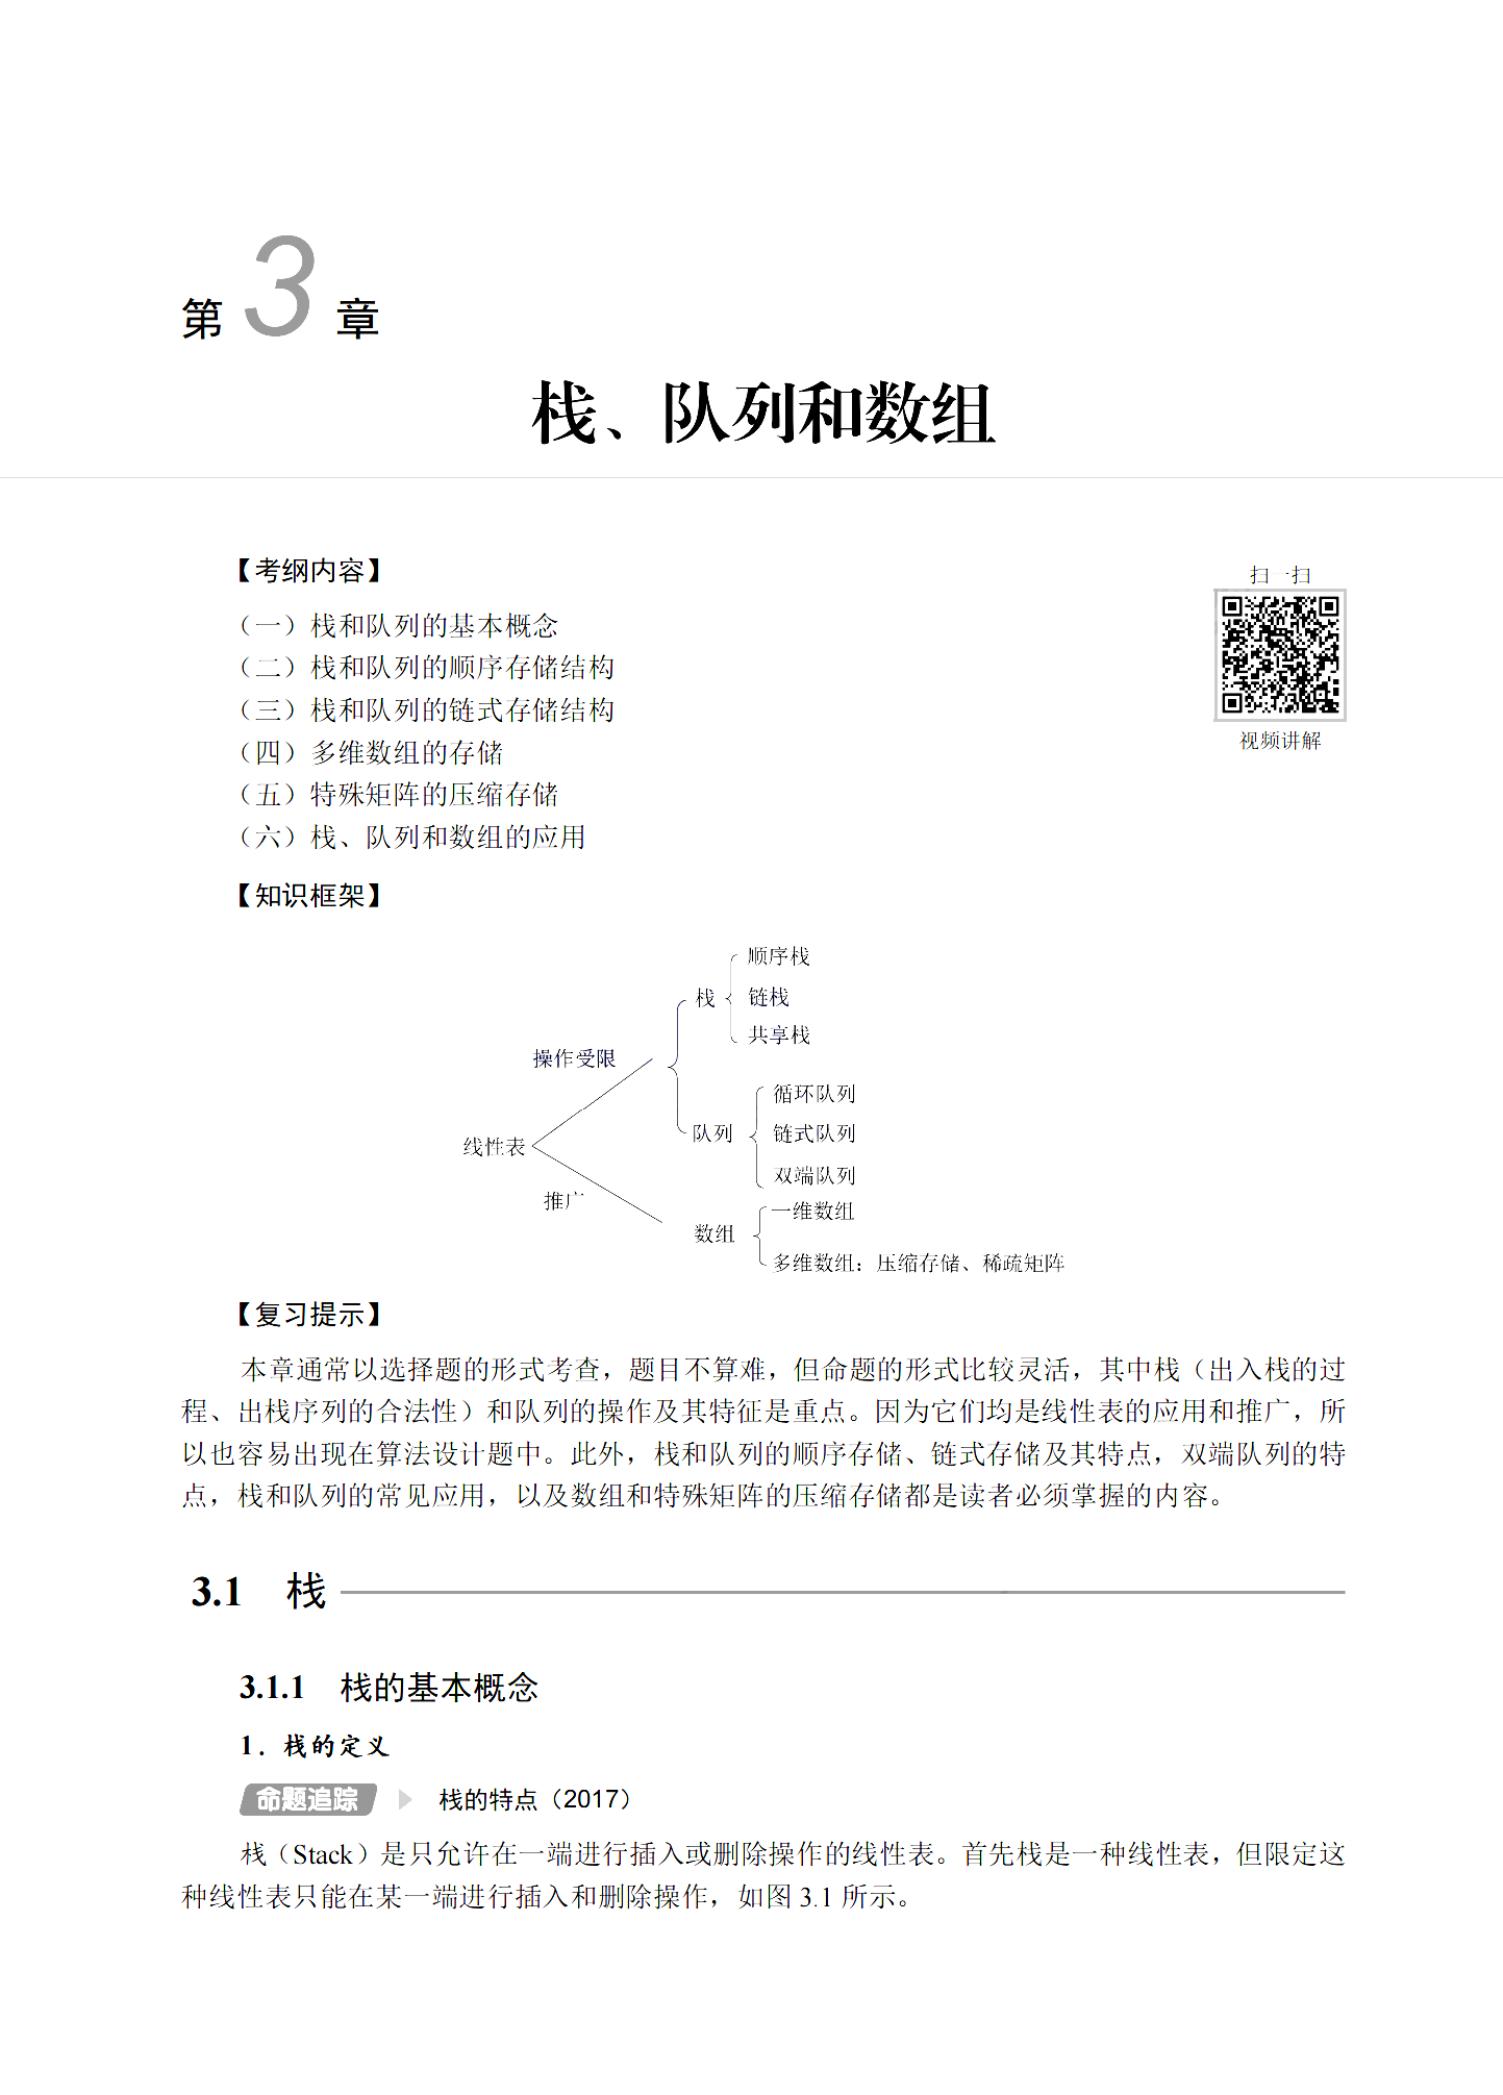 第 3 章
栈、队列和数组
【考纲内容】
扫一扫
（一）栈和队列的基本概念
（二）栈和队列的顺序存储结构
（三）栈和队列的链式存储结构
（四）多维数组的存储
（五）特殊矩阵的压缩存储
（六）栈、队列和数组的应用
视频讲解
【知识框架】
线性表
操作受限
栈
顺序栈
链栈
共享栈
队列
循环队列
链式队列
双端队列
推广
数组
一维数组
多维数组：压缩存储、稀疏矩阵
【复习提示】
本章通常以选择题的形式考查，题目不算难，但命题的形式比较灵活，其中栈（出入栈的过
程、出栈序列的合法性）和队列的操作及其特征是重点。因为它们均是线性表的应用和推广，所
以也容易出现在算法设计题中。此外，栈和队列的顺序存储、链式存储及其特点，双端队列的特
点，栈和队列的常见应用，以及数组和特殊矩阵的压缩存储都是读者必须掌握的内容。
3.1 栈
3.1.1 栈的基本概念
1．栈的定义
命题追踪 栈的特点（2017）
栈（Stack）是只允许在一端进行插入或删除操作的线性表。首先栈是一种线性表，但限定这
种线性表只能在某一端进行插入和删除操作，如图 3.1 所示。